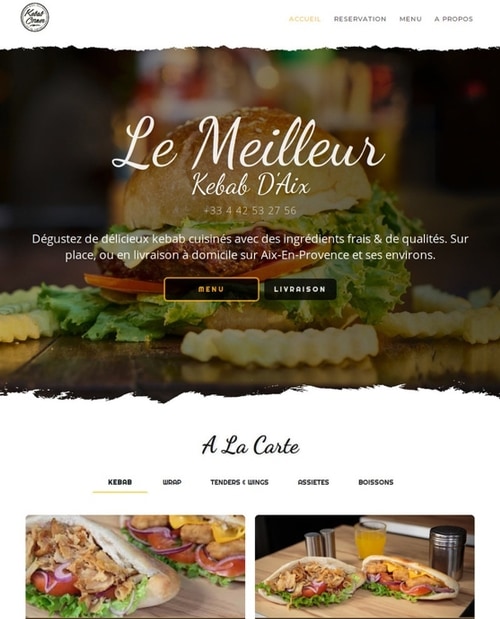 Kebab
Corner
ACCUEIL RESERVATION MENU A PROPOS
Le Meilleur
Kebab D'Aix
+33 4 42 53 27 56
Dégustez de délicieux kebab cuisinés avec des ingrédients frais & de qualités. Sur
place, ou en livraison à domicile sur Aix-En-Provence et ses environs.
MENU LIVRAISON
A La Carte
KEBAB WRAP TENDERS & WINGS ASSIETES BOISSONS